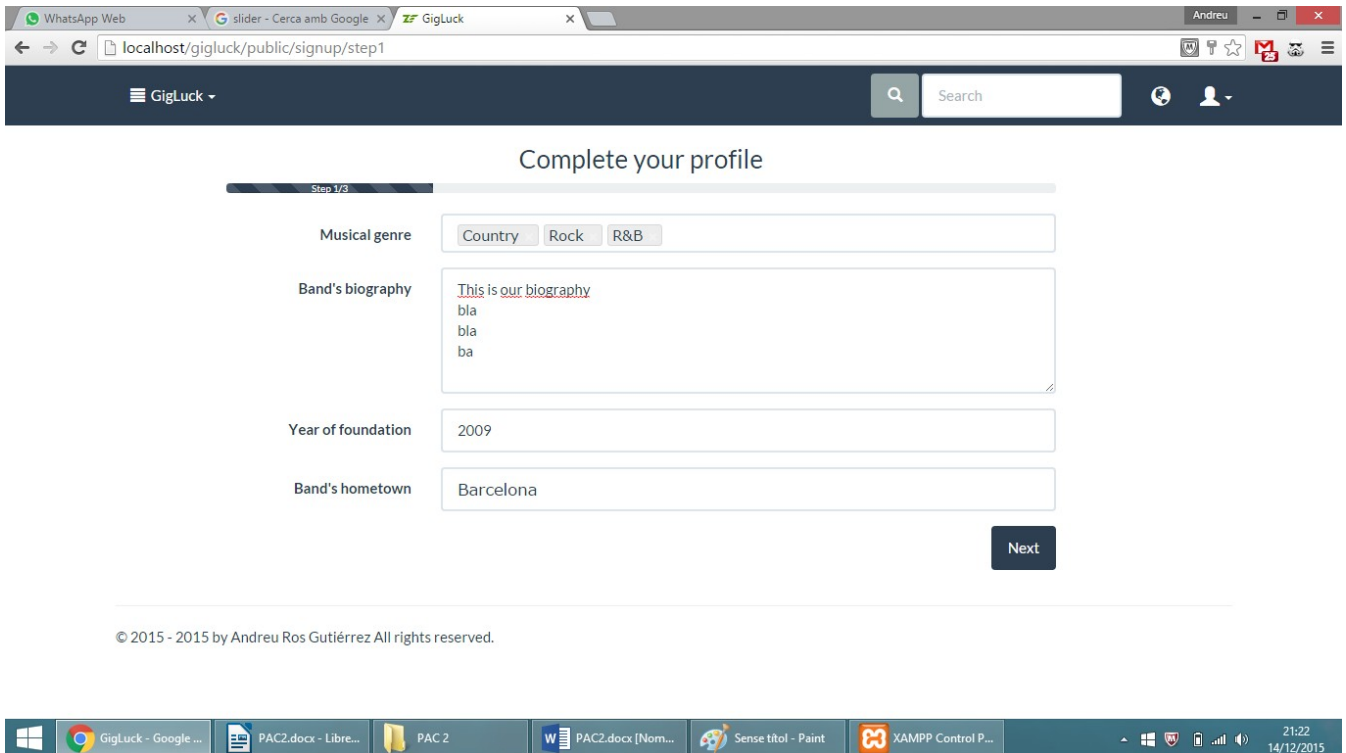 WhatsApp Web
slider - Cerca amb Google
GigLuck
Andreu
localhost/gigluck/public/signup/step1
25
GigLuck
Search
Complete your profile
Step 1/3
Musical genre
Country Rock R&B
Band's biography
This is our biography
bla
bla
ba
Year of foundation
2009
Band's hometown
Barcelona
Next
© 2015 - 2015 by Andreu Ros Gutiérrez All rights reserved.
GigLuck - Google ...
PAC2.docx - Libre...
PAC 2
PAC2.docx [Nom...
Sense títol - Paint
XAMPP Control P...
21:22
14/12/2015